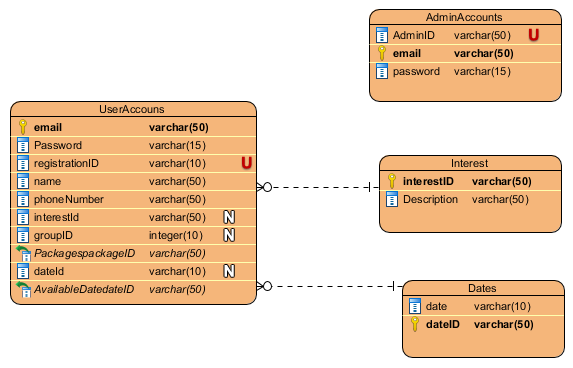 AdminAccounts
AdminID varchar(50) U
email varchar(50)
password varchar(15)
UserAccouns
email varchar(50)
Password varchar(15)
registrationID varchar(10) U
name varchar(50)
phoneNumber varchar(50)
interestId varchar(50) N
groupID integer(10) N
PackagespackageID varchar(50)
dateId varchar(10) N
AvailableDatedateID varchar(50)
Interest
interestID varchar(50)
Description varchar(50)
Dates
date varchar(10)
dateID varchar(50)